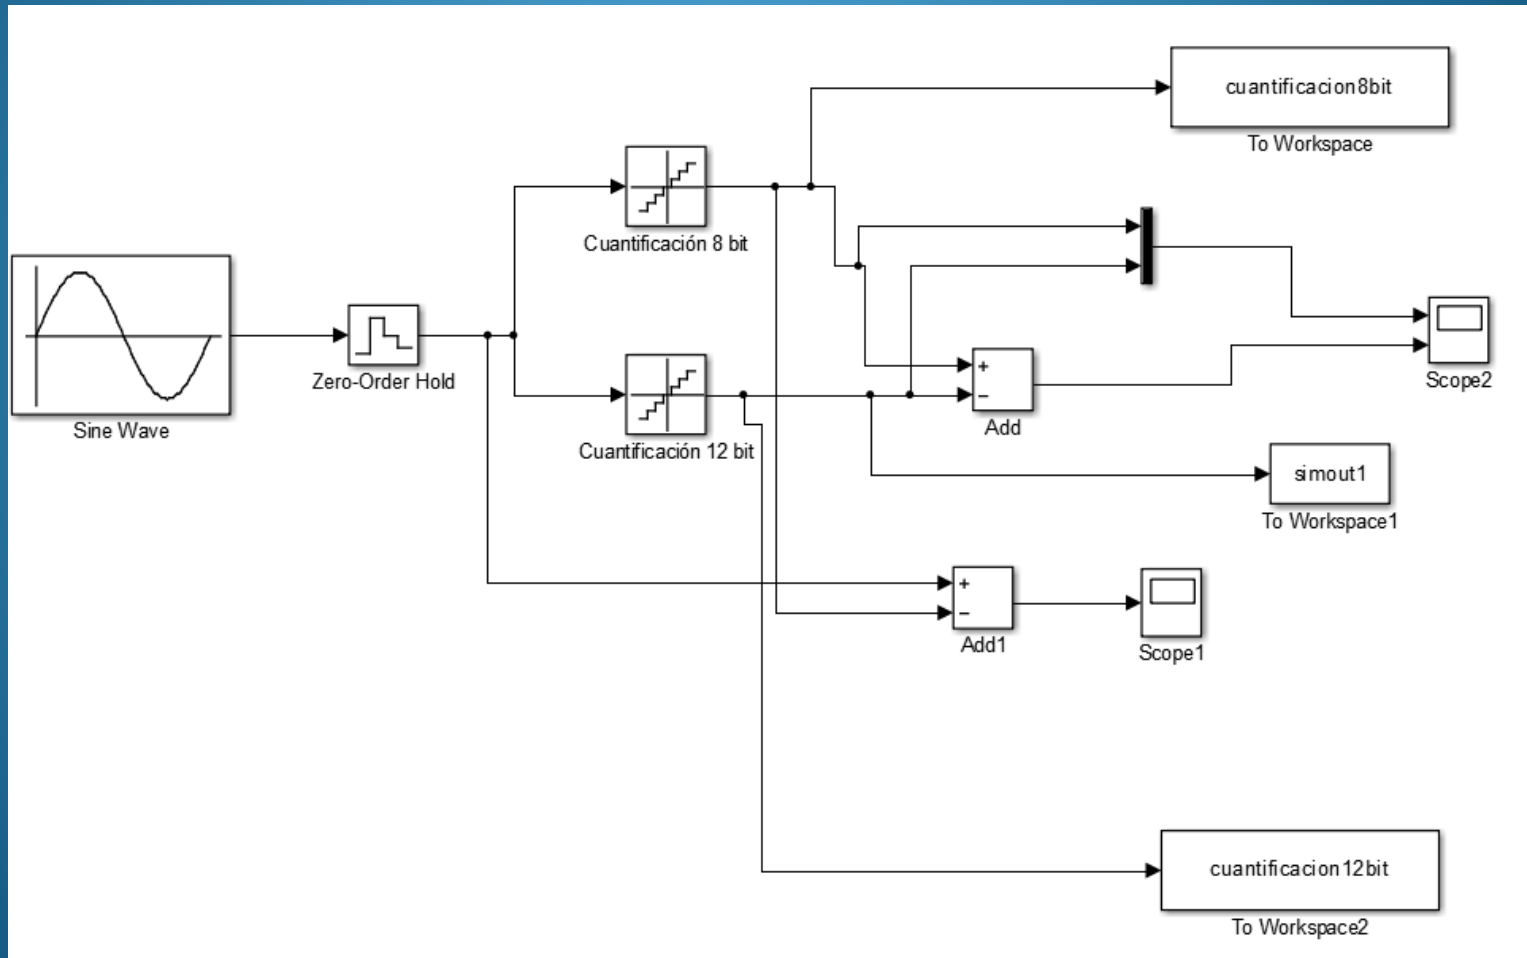 cuantificacion8bit
To Workspace
Cuantificación 8 bit
Sine Wave
Zero-Order Hold
Cuantificación 12 bit
+
−
Add
Scope2
simout1
To Workspace1
+
−
Add1
Scope1
cuantificacion12bit
To Workspace2